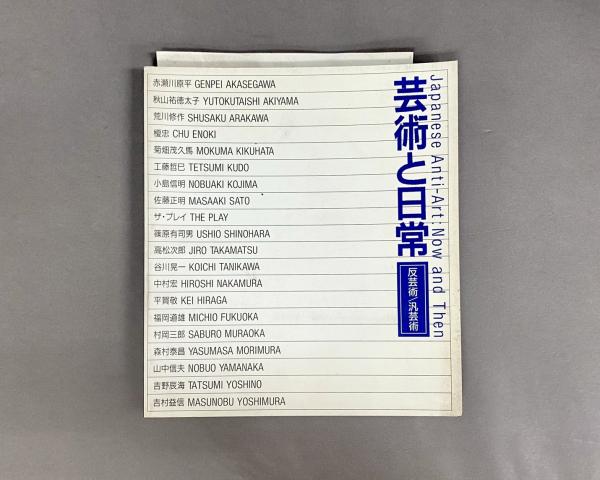 赤瀬川原平 GENPEI AKASEGAWA
秋山祐徳太子 YUTOKUTAISHI AKIYAMA
荒川修作 SHUSAKU ARAKAWA
榎忠 CHU ENOKI
菊畑茂久馬 MOKUMA KIKUHATA
工藤哲巳 TETSUMI KUDO
小島信明 NOBUAKI KOJIMA
佐藤正明 MASAAKI SATO
ザ・プレイ THE PLAY
篠原有司男 USHIO SHINOHARA
高松次郎 JIRO TAKAMATSU
谷川晃一 KOICHI TANIKAWA
中村宏 HIROSHI NAKAMURA
平賀敬 KEI HIRAGA
福岡道雄 MICHIO FUKUOKA
村岡三郎 SABURO MURAOKA
森村泰昌 YASUMASA MORIMURA
山中信夫 NOBUO YAMANAKA
吉野辰海 TATSUMI YOSHINO
吉村益信 MASUNOBU YOSHIMURA
Japanese Anti-Art: Now and Then
芸術と日常
反芸術/汎芸術